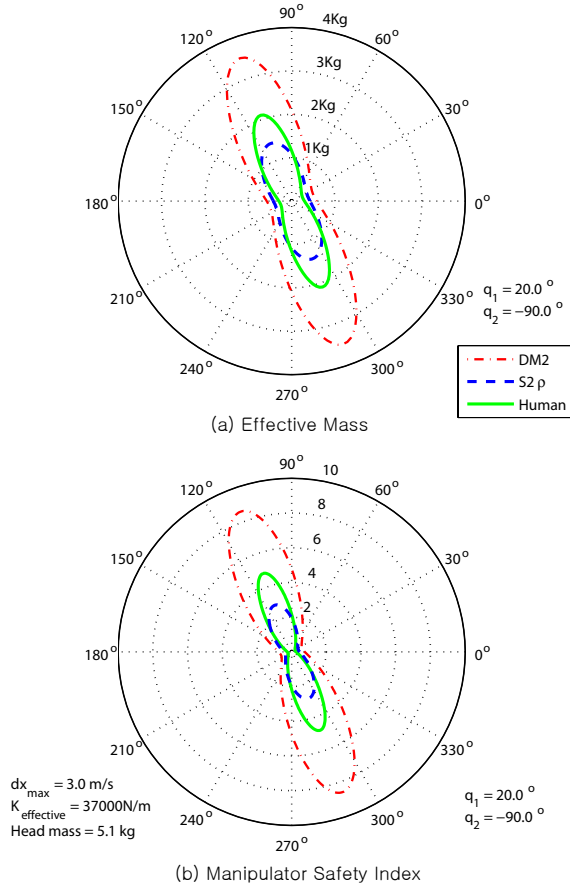 90°
4Kg
120°
60°
3Kg
2Kg
150°
30°
1Kg
180°
0°
210°
330°
q₁ = 20.0 °
q₂ = −90.0 °
240°
300°
270°
DM2
S2 ρ
Human
(a) Effective Mass
90°
10
120°
60°
8
6
150°
30°
4
2
180°
0°
210°
330°
dx_max = 3.0 m/s
K_effective = 37000N/m
Head mass = 5.1 kg
q₁ = 20.0 °
q₂ = −90.0 °
240°
300°
270°
(b) Manipulator Safety Index